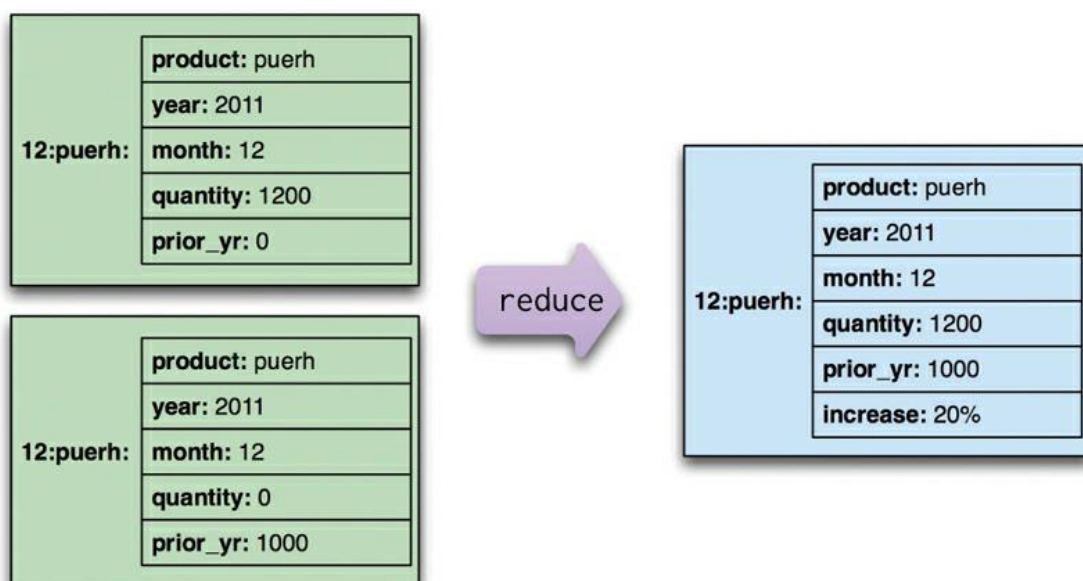 12:puerh:
product: puerh
year: 2011
month: 12
quantity: 1200
prior_yr: 0
12:puerh:
product: puerh
year: 2011
month: 12
quantity: 0
prior_yr: 1000
reduce
12:puerh:
product: puerh
year: 2011
month: 12
quantity: 1200
prior_yr: 1000
increase: 20%